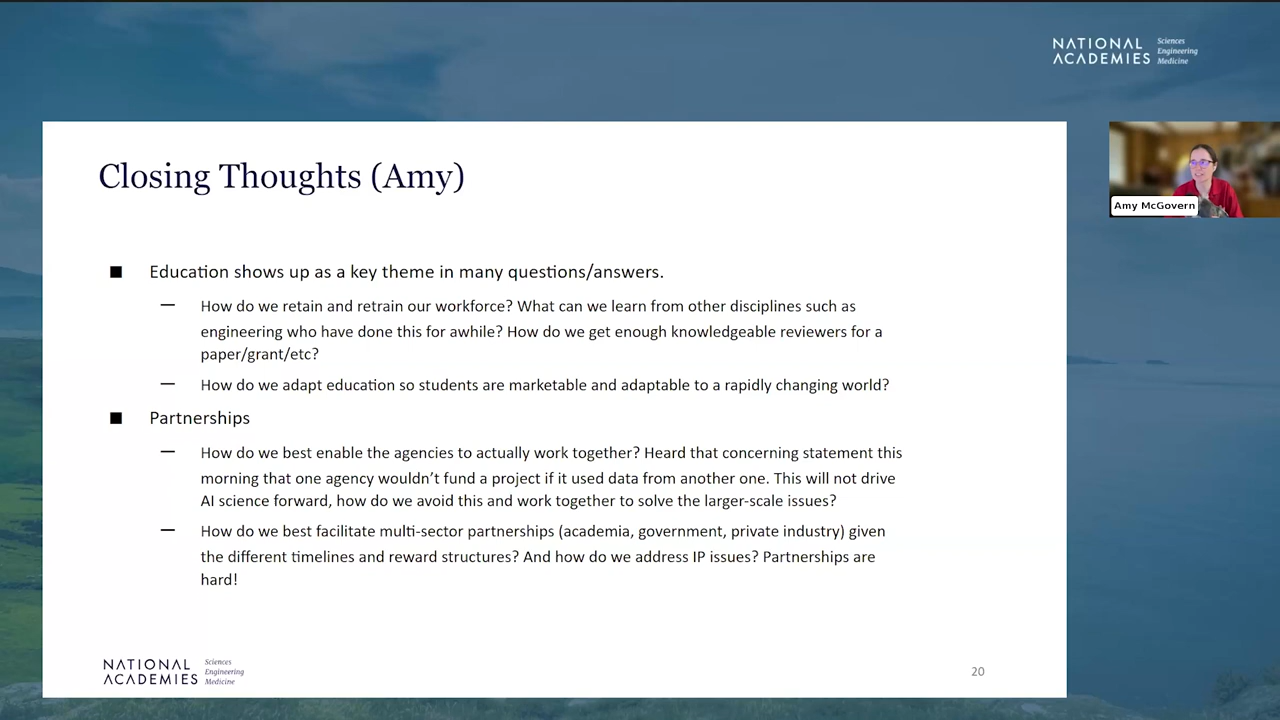 NATIONAL
ACADEMIES
Sciences
Engineering
Medicine
Closing Thoughts (Amy)
Amy McGovern
■ Education shows up as a key theme in many questions/answers.
— How do we retain and retrain our workforce? What can we learn from other disciplines such as
engineering who have done this for awhile? How do we get enough knowledgeable reviewers for a
paper/grant/etc?
— How do we adapt education so students are marketable and adaptable to a rapidly changing world?
■ Partnerships
— How do we best enable the agencies to actually work together? Heard that concerning statement this
morning that one agency wouldn’t fund a project if it used data from another one. This will not drive
AI science forward, how do we avoid this and work together to solve the larger-scale issues?
— How do we best facilitate multi-sector partnerships (academia, government, private industry) given
the different timelines and reward structures? And how do we address IP issues? Partnerships are
hard!
NATIONAL
ACADEMIES
Sciences
Engineering
Medicine
20